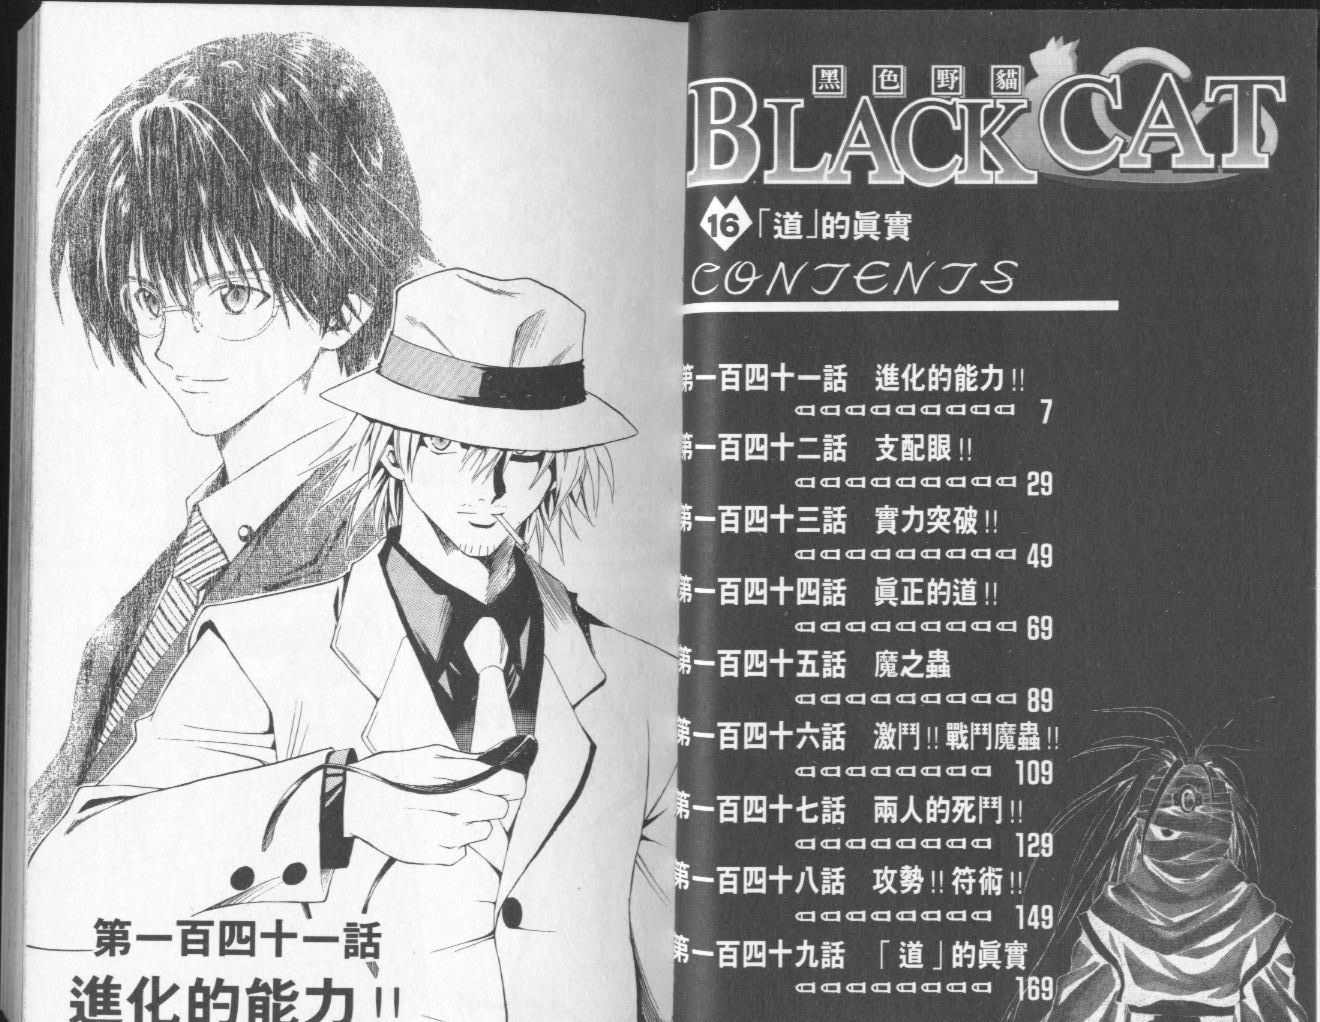 第一百四十一話
進化的能力!!
黑色野貓
BLACK CAT
16 「道」的眞實
CONTENTS
第一百四十一話 進化的能力!!
7
第一百四十二話 支配眼!!
29
第一百四十三話 實力突破!!
49
第一百四十四話 眞正的道!!
69
第一百四十五話 魔之蟲
89
第一百四十六話 激鬥!!戰鬥魔蟲!!
109
第一百四十七話 兩人的死鬥!!
129
第一百四十八話 攻勢!!符術!!
149
第一百四十九話 「道」的眞實
169